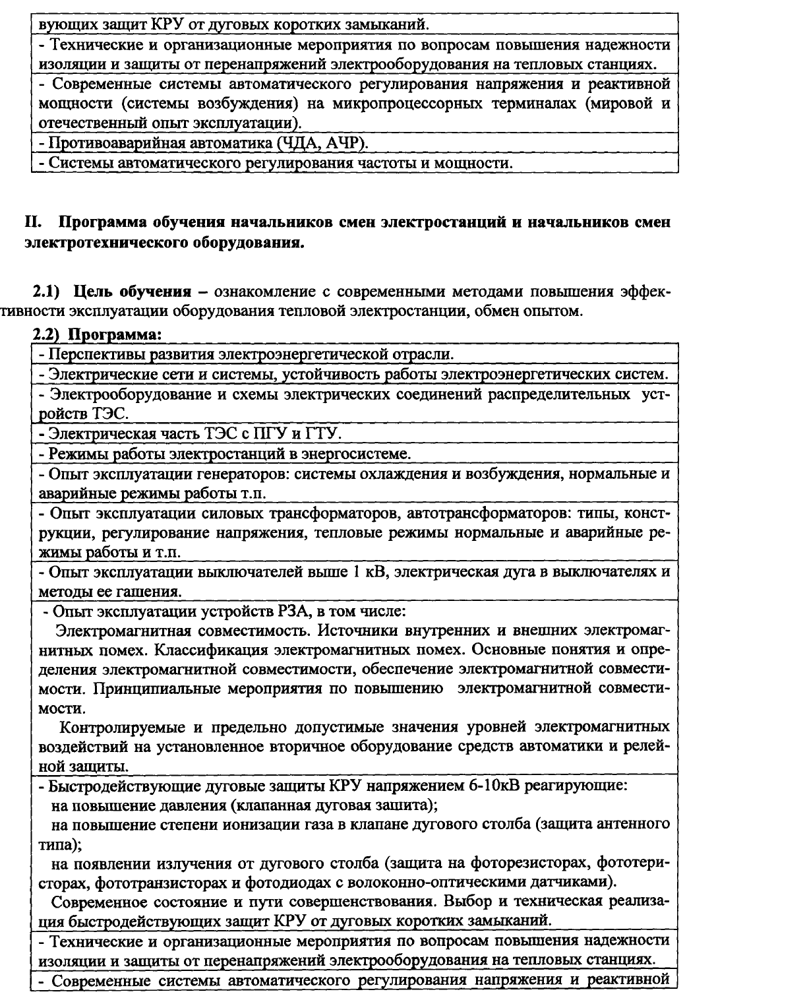 вующих защит КРУ от дуговых коротких замыканий.
- Технические и организационные мероприятия по вопросам повышения надежности
изоляции и защиты от перенапряжений электрооборудования на тепловых станциях.
- Современные системы автоматического регулирования напряжения и реактивной
мощности (системы возбуждения) на микропроцессорных терминалах (мировой и
отечественный опыт эксплуатации).
- Противоаварийная автоматика (ЧДА, АЧР).
- Системы автоматического регулирования частоты и мощности.
II. Программа обучения начальников смен электростанций и начальников смен
электротехнического оборудования.
2.1) Цель обучения – ознакомление с современными методами повышения эффек-
тивности эксплуатации оборудования тепловой электростанции, обмен опытом.
2.2) Программа:
- Перспективы развития электроэнергетической отрасли.
- Электрические сети и системы, устойчивость работы электроэнергетических систем.
- Электрооборудование и схемы электрических соединений распределительных уст-
ройств ТЭС.
- Электрическая часть ТЭС с ПГУ и ГТУ.
- Режимы работы электростанций в энергосистеме.
- Опыт эксплуатации генераторов: системы охлаждения и возбуждения, нормальные и
аварийные режимы работы т.п.
- Опыт эксплуатации силовых трансформаторов, автотрансформаторов: типы, конст-
рукции, регулирование напряжения, тепловые режимы нормальные и аварийные ре-
жимы работы и т.п.
- Опыт эксплуатации выключателей выше 1 кВ, электрическая дуга в выключателях и
методы ее гашения.
- Опыт эксплуатации устройств РЗА, в том числе:
Электромагнитная совместимость. Источники внутренних и внешних электромаг-
нитных помех. Классификация электромагнитных помех. Основные понятия и опре-
деления электромагнитной совместимости, обеспечение электромагнитной совмести-
мости. Принципиальные мероприятия по повышению электромагнитной совмести-
мости.
Контролируемые и предельно допустимые значения уровней электромагнитных
воздействий на установленное вторичное оборудование средств автоматики и релей-
ной защиты.
- Быстродействующие дуговые защиты КРУ напряжением 6-10кВ реагирующие:
на повышение давления (клапанная дуговая зашита);
на повышение степени ионизации газа в клапане дугового столба (защита антенного
типа);
на появлении излучения от дугового столба (защита на фоторезисторах, фототери-
сторах, фототранзисторах и фотодиодах с волоконно-оптическими датчиками).
Современное состояние и пути совершенствования. Выбор и техническая реализа-
ция быстродействующих защит КРУ от дуговых коротких замыканий.
- Технические и организационные мероприятия по вопросам повышения надежности
изоляции и защиты от перенапряжений электрооборудования на тепловых станциях.
- Современные системы автоматического регулирования напряжения и реактивной